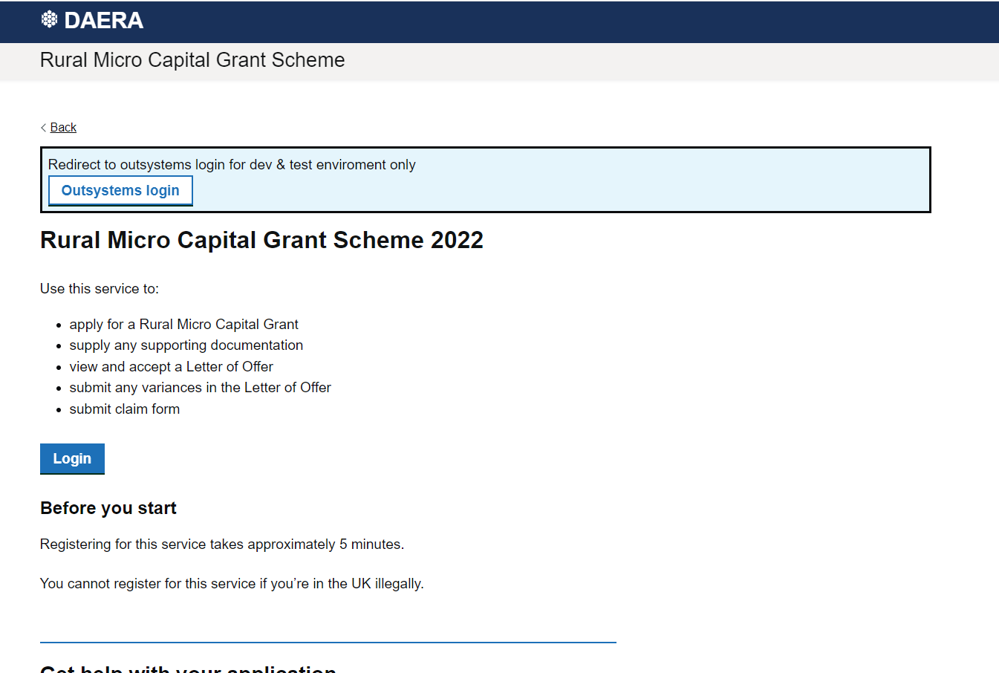 DAERA
Rural Micro Capital Grant Scheme
Back
Redirect to outsystems login for dev & test enviroment only
Outsystems login
Rural Micro Capital Grant Scheme 2022
Use this service to:
apply for a Rural Micro Capital Grant
supply any supporting documentation
view and accept a Letter of Offer
submit any variances in the Letter of Offer
submit claim form
Login
Before you start
Registering for this service takes approximately 5 minutes.
You cannot register for this service if you’re in the UK illegally.
Get help with your application